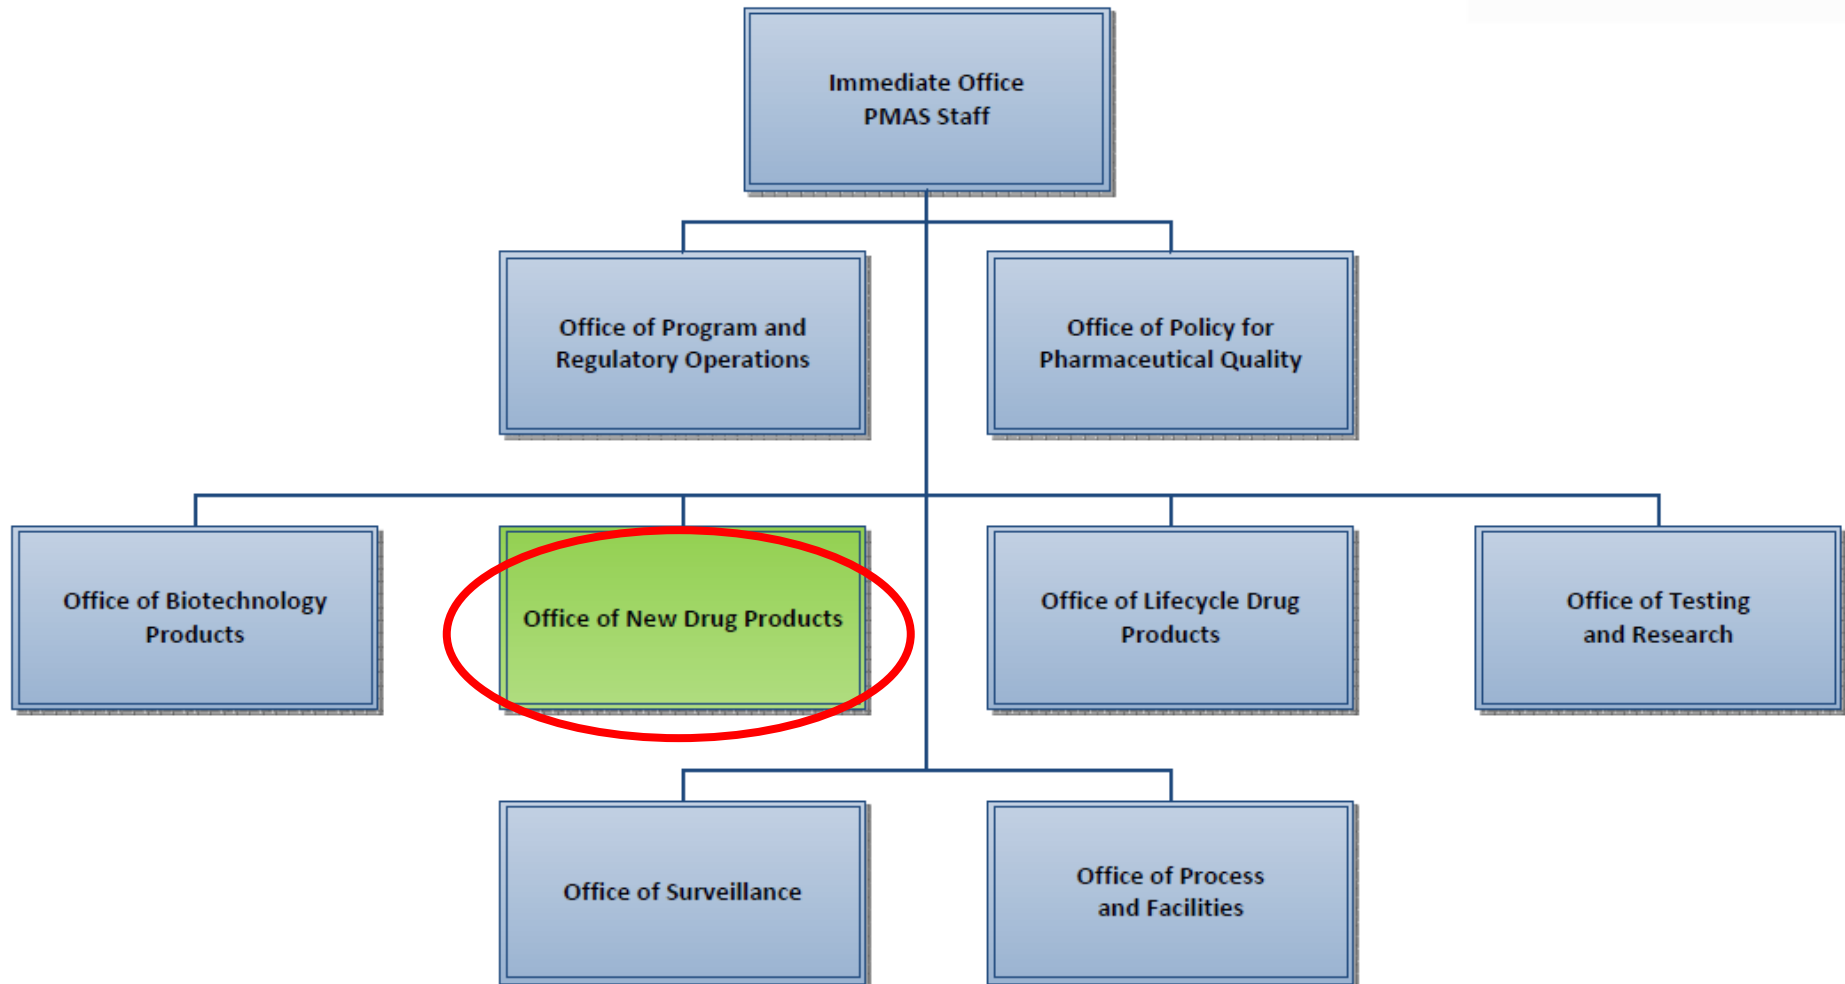 Immediate Office
PMAS Staff
Office of Program and
Regulatory Operations
Office of Policy for
Pharmaceutical Quality
Office of Biotechnology
Products
Office of New Drug Products
Office of Lifecycle Drug
Products
Office of Testing
and Research
Office of Surveillance
Office of Process
and Facilities